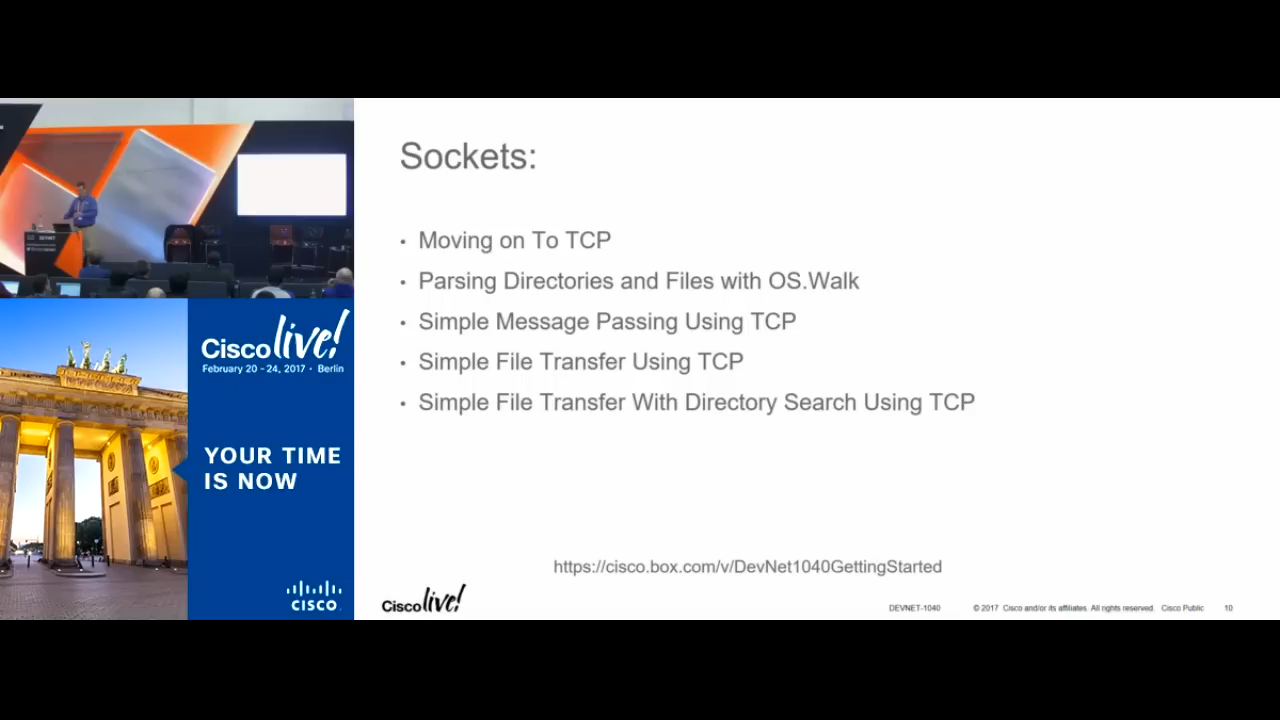 Sockets:
• Moving on To TCP
• Parsing Directories and Files with OS.Walk
• Simple Message Passing Using TCP
• Simple File Transfer Using TCP
• Simple File Transfer With Directory Search Using TCP
https://cisco.box.com/v/DevNet1040GettingStarted
Cisco live!
DEVNET-1040 © 2017 Cisco and/or its affiliates. All rights reserved. Cisco Public 10
Cisco live!
February 20 - 24, 2017 • Berlin
YOUR TIME
IS NOW
CISCO